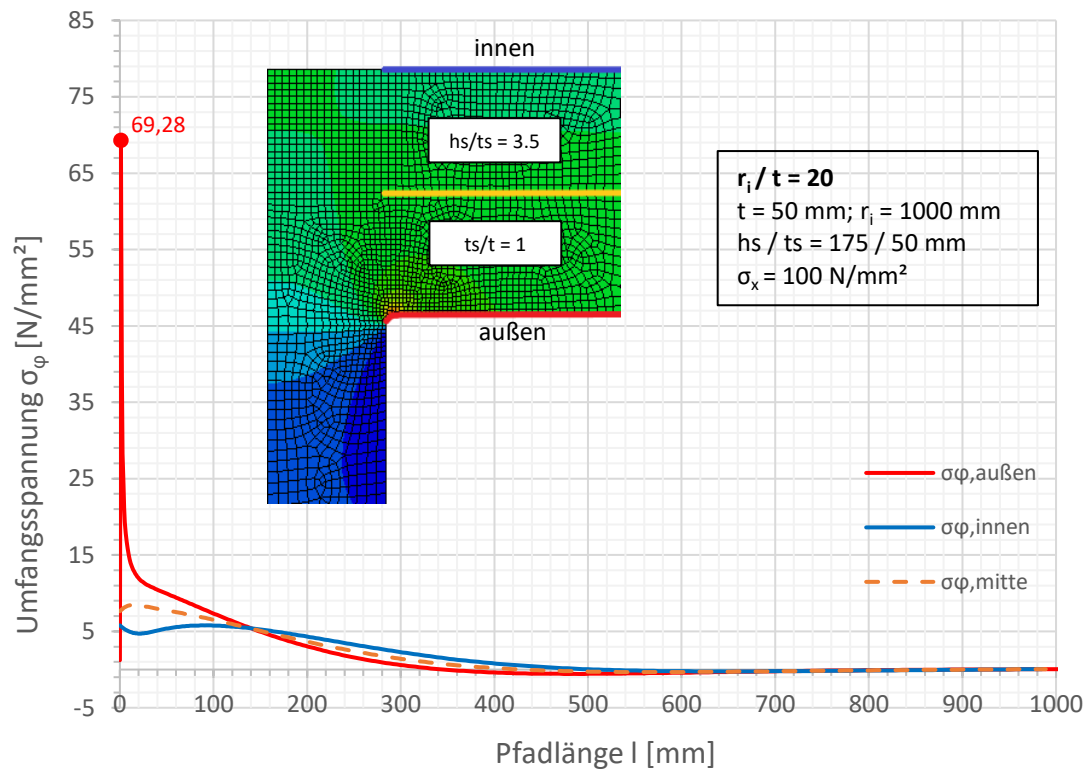 85
75
65
55
45
35
25
15
5
-5
Umfangsspannung σφ [N/mm²]
69,28
innen
hs/ts = 3.5
ts/t = 1
außen
ri / t = 20
t = 50 mm; ri = 1000 mm
hs / ts = 175 / 50 mm
σx = 100 N/mm²
σφ,außen
σφ,innen
σφ,mitte
0 100 200 300 400 500 600 700 800 900 1000
Pfadlänge l [mm]